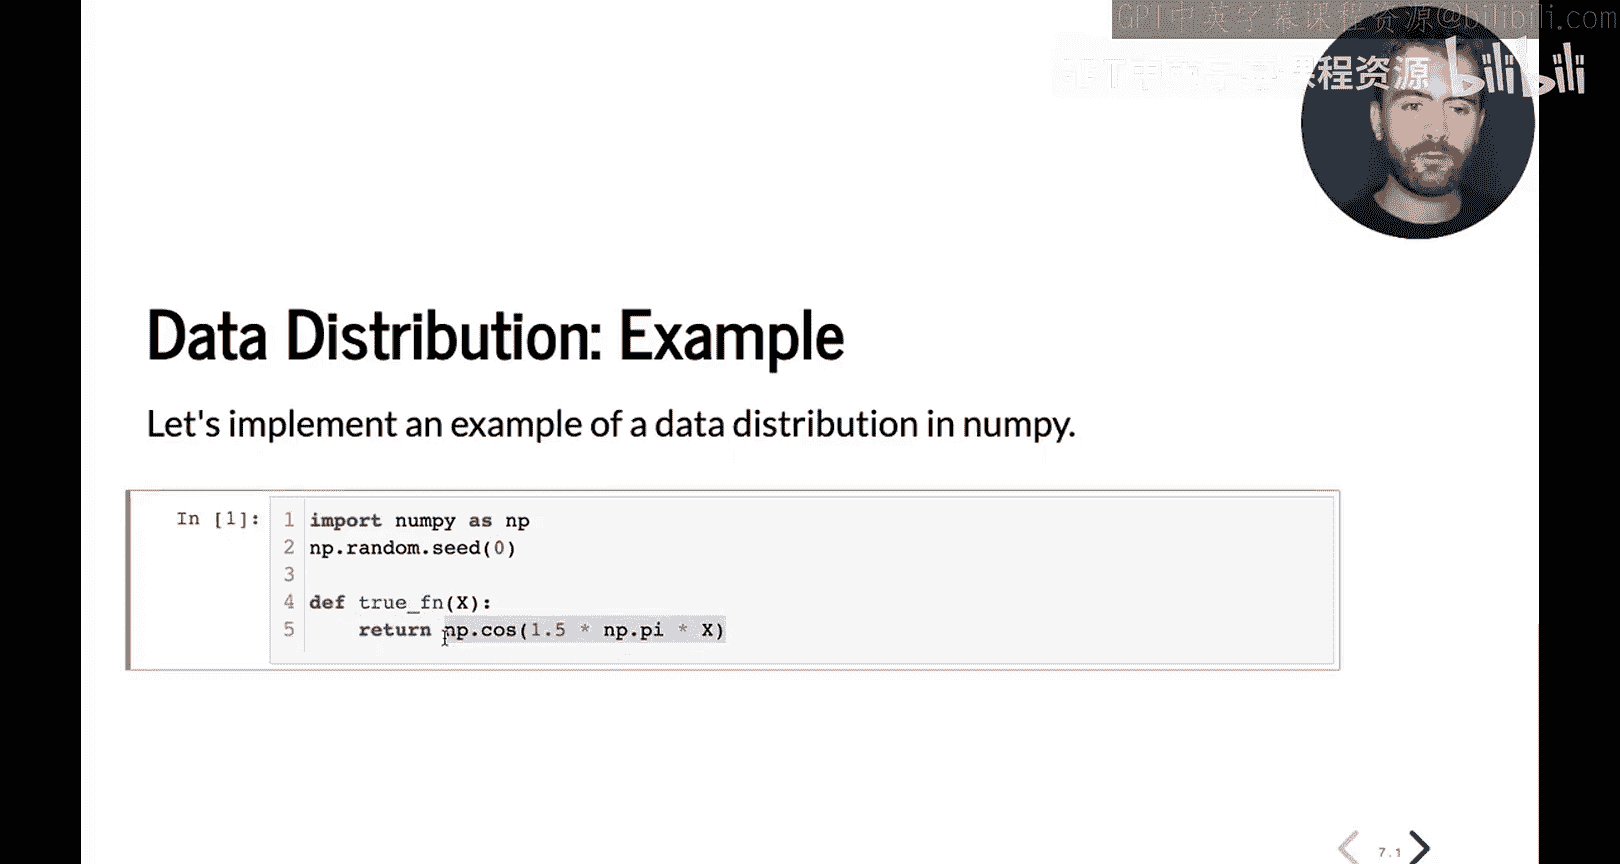 GPT中英字幕课程资源@bilibili.com
课程资源 bilibili
Data Distribution: Example
Let's implement an example of a data distribution in numpy.
In [1]:
1 import numpy as np
2 np.random.seed(0)
3
4 def true_fn(X):
5 return np.cos(1.5 * np.pi * X)
7.1